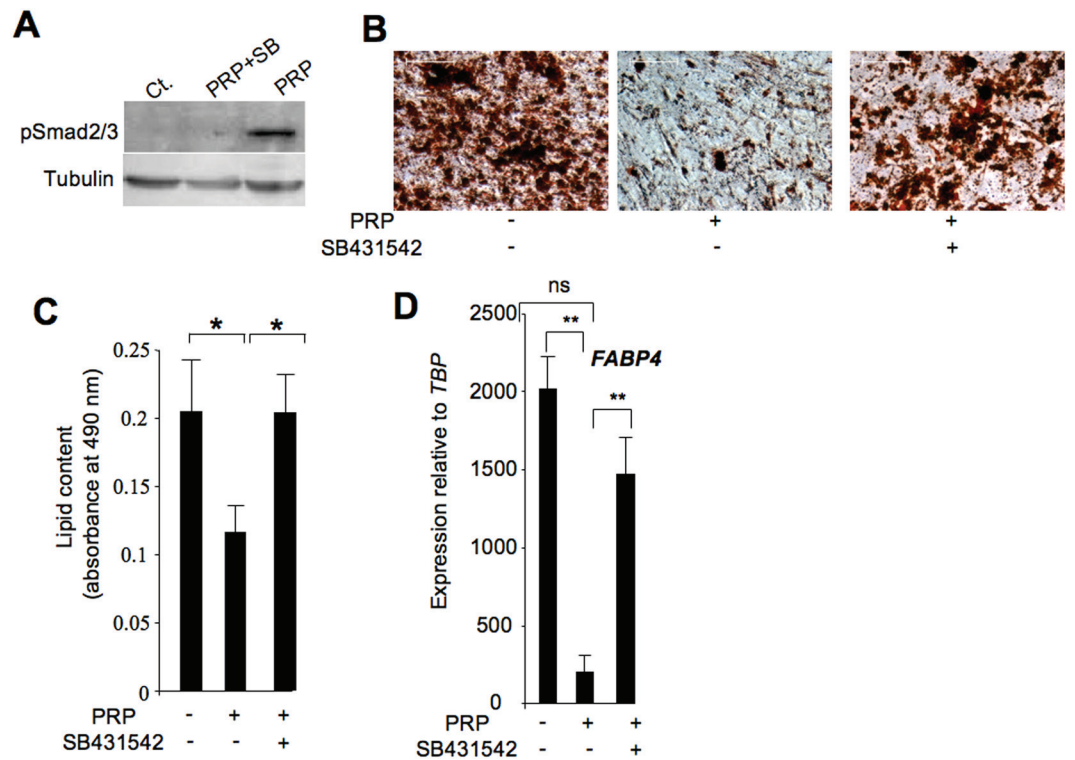 A
Ct.
PRP+SB
PRP
pSmad2/3
Tubulin
B
PRP - + +
SB431542 - - +
C
* *
Lipid content
(absorbance at 490 nm)
0.25
0.2
0.15
0.1
0.05
0
PRP - + +
SB431542 - - +
D
ns
**
FABP4
**
Expression relative to TBP
2500
2000
1500
1000
500
0
PRP - + +
SB431542 - - +